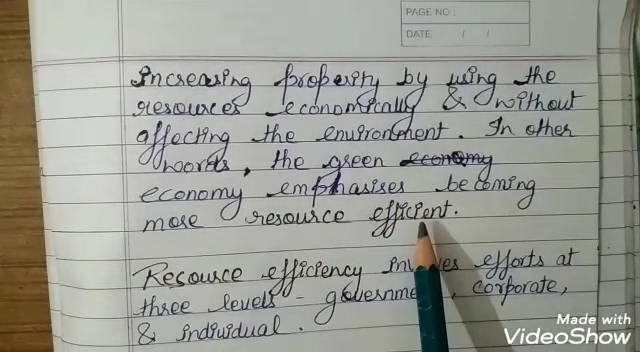 PAGE NO :
DATE / /
Increasing properity by using the
resources economically & without
affecting the environment. In other
words, the green economy
economy emphasises becoming
more resource efficient.
Resource efficiency efforts at
three levels - corporate,
& individual.
Made with
VideoShow